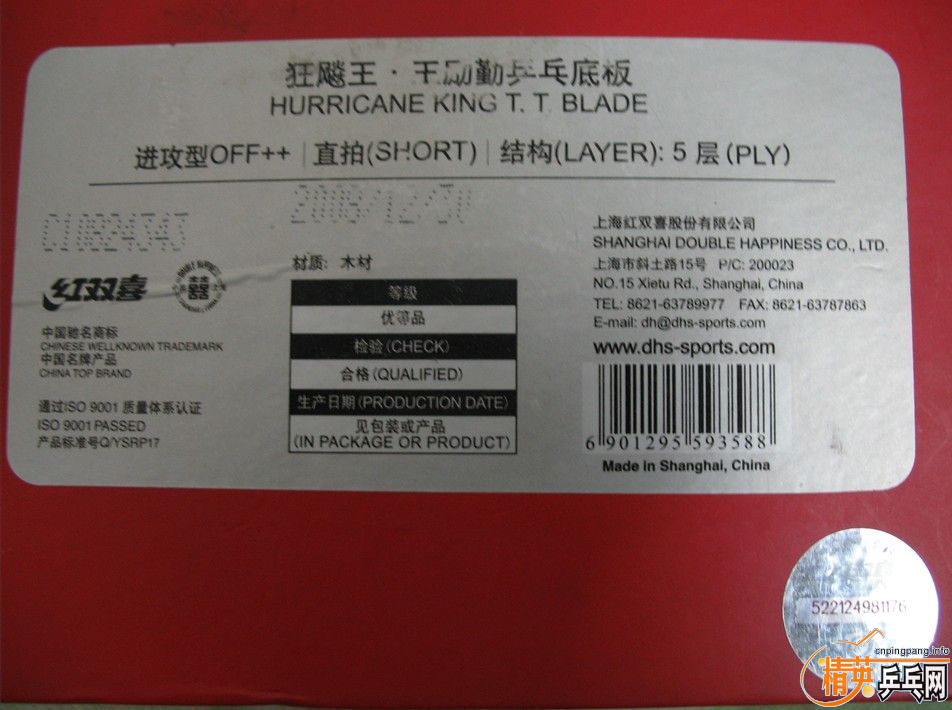 狂飚王·王励勤乒乓底板
HURRICANE KING T. T. BLADE
进攻型OFF++ | 直拍(SHORT) | 结构(LAYER): 5 层(PLY)
C10824343
2008/12/
红双喜
中国驰名商标
CHINESE WELLKNOWN TRADEMARK
中国名牌产品
CHINA TOP BRAND
通过ISO 9001 质量体系认证
ISO 9001 PASSED
产品标准号Q/YSRP17
材质: 木材
等级
优等品
检验(CHECK)
合格(QUALIFIED)
生产日期(PRODUCTION DATE)
见包装或产品
(IN PACKAGE OR PRODUCT)
上海红双喜股份有限公司
SHANGHAI DOUBLE HAPPINESS CO., LTD.
上海市斜土路15号 P/C: 200023
NO.15 Xietu Rd., Shanghai, China
TEL: 8621-63789977 FAX: 8621-63787863
E-mail: dh@dhs-sports.com
www.dhs-sports.com
6 901295 593588
Made in Shanghai, China
522124981176
cnpingpang.info
精英乒乓网